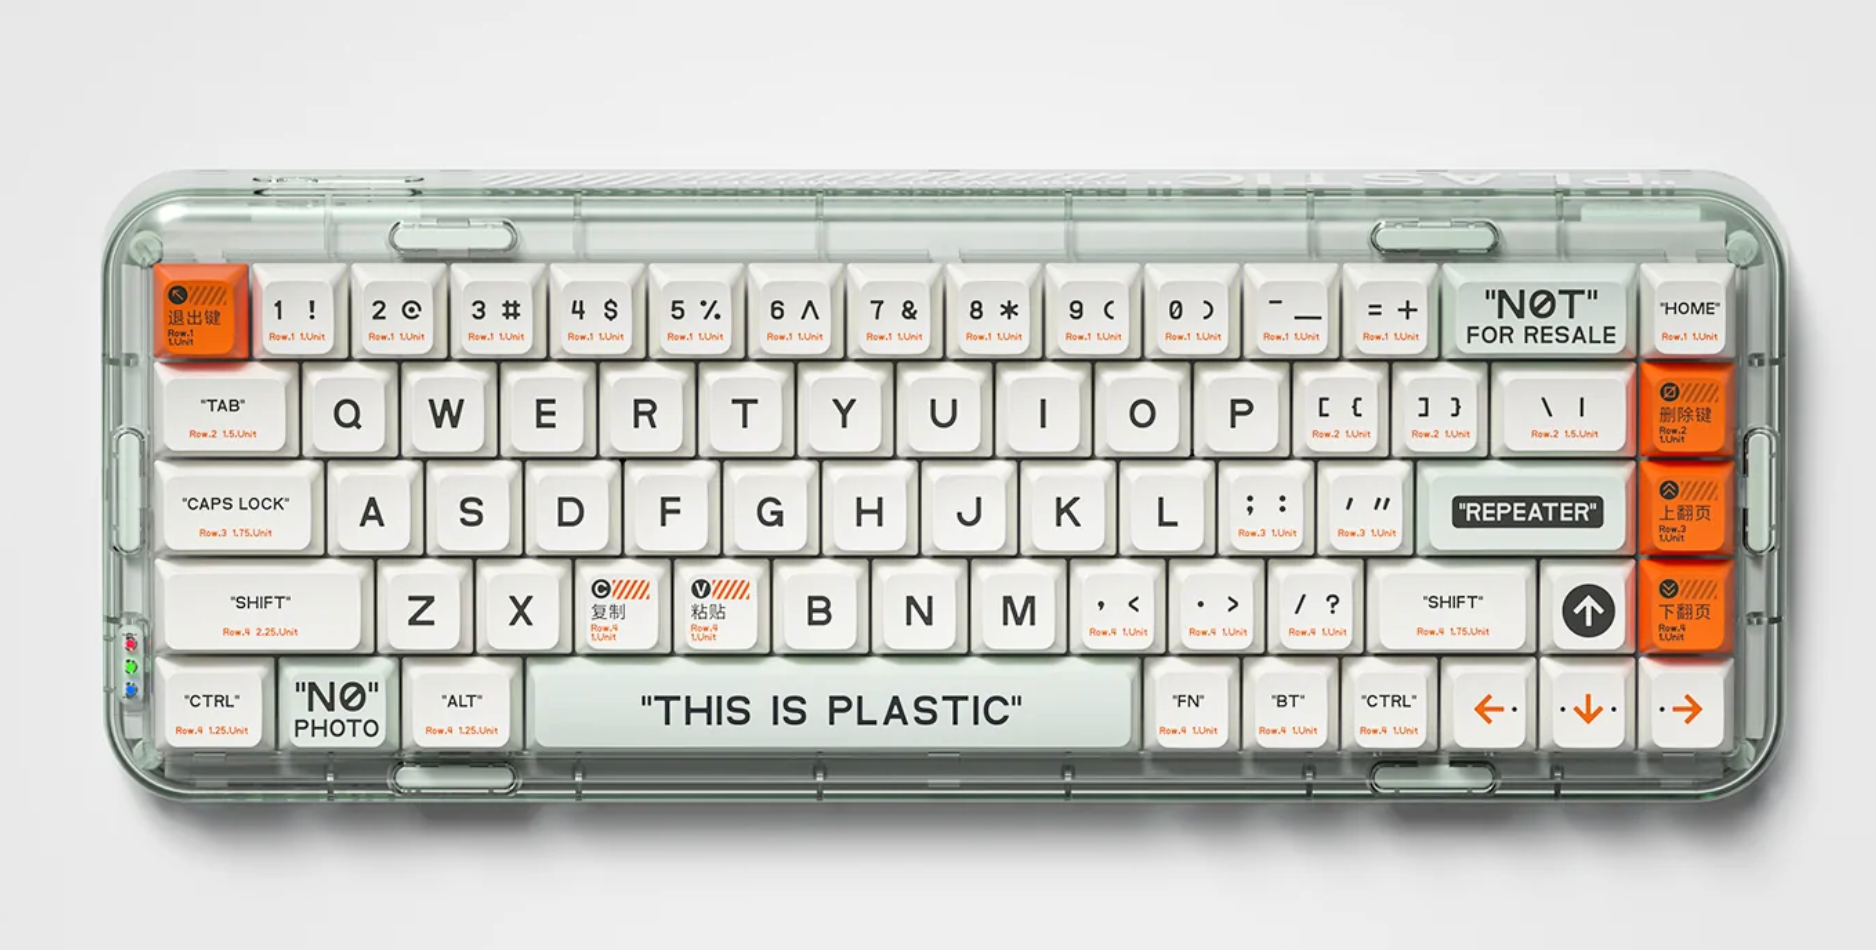 "PLASTIC"
退出键
Row.1
1.Unit
1 !
Row.1 1.Unit
2 @
Row.1 1.Unit
3 #
Row.1 1.Unit
4 $
Row.1 1.Unit
5 %
Row.1 1.Unit
6 ^
Row.1 1.Unit
7 &
Row.1 1.Unit
8 *
Row.1 1.Unit
9 (
Row.1 1.Unit
0 )
Row.1 1.Unit
- _
Row.1 1.Unit
= +
Row.1 1.Unit
"NØT"
FOR RESALE
"HOME"
Row.1 1.Unit
"TAB"
Row.2 1.5.Unit
Q
W
E
R
T
Y
U
I
O
P
[ {
Row.2 1.Unit
] }
Row.2 1.Unit
\ |
Row.2 1.5.Unit
删除键
Row.2
1.Unit
"CAPS LOCK"
Row.3 1.75.Unit
A
S
D
F
G
H
J
K
L
; :
Row.3 1.Unit
' "
Row.3 1.Unit
"REPEATER"
上翻页
Row.3
1.Unit
"SHIFT"
Row.4 2.25.Unit
Z
X
C
复制
Row.4
1.Unit
V
粘贴
Row.4
1.Unit
B
N
M
, <
Row.4 1.Unit
. >
Row.4 1.Unit
/ ?
Row.4 1.Unit
"SHIFT"
Row.4 1.75.Unit
↑
下翻页
Row.4
1.Unit
"CTRL"
Row.4 1.25.Unit
"NØ"
PHOTO
"ALT"
Row.4 1.25.Unit
"THIS IS PLASTIC"
"FN"
Row.4 1.Unit
"BT"
Row.4 1.Unit
"CTRL"
Row.4 1.Unit
←·
·↓·
·→